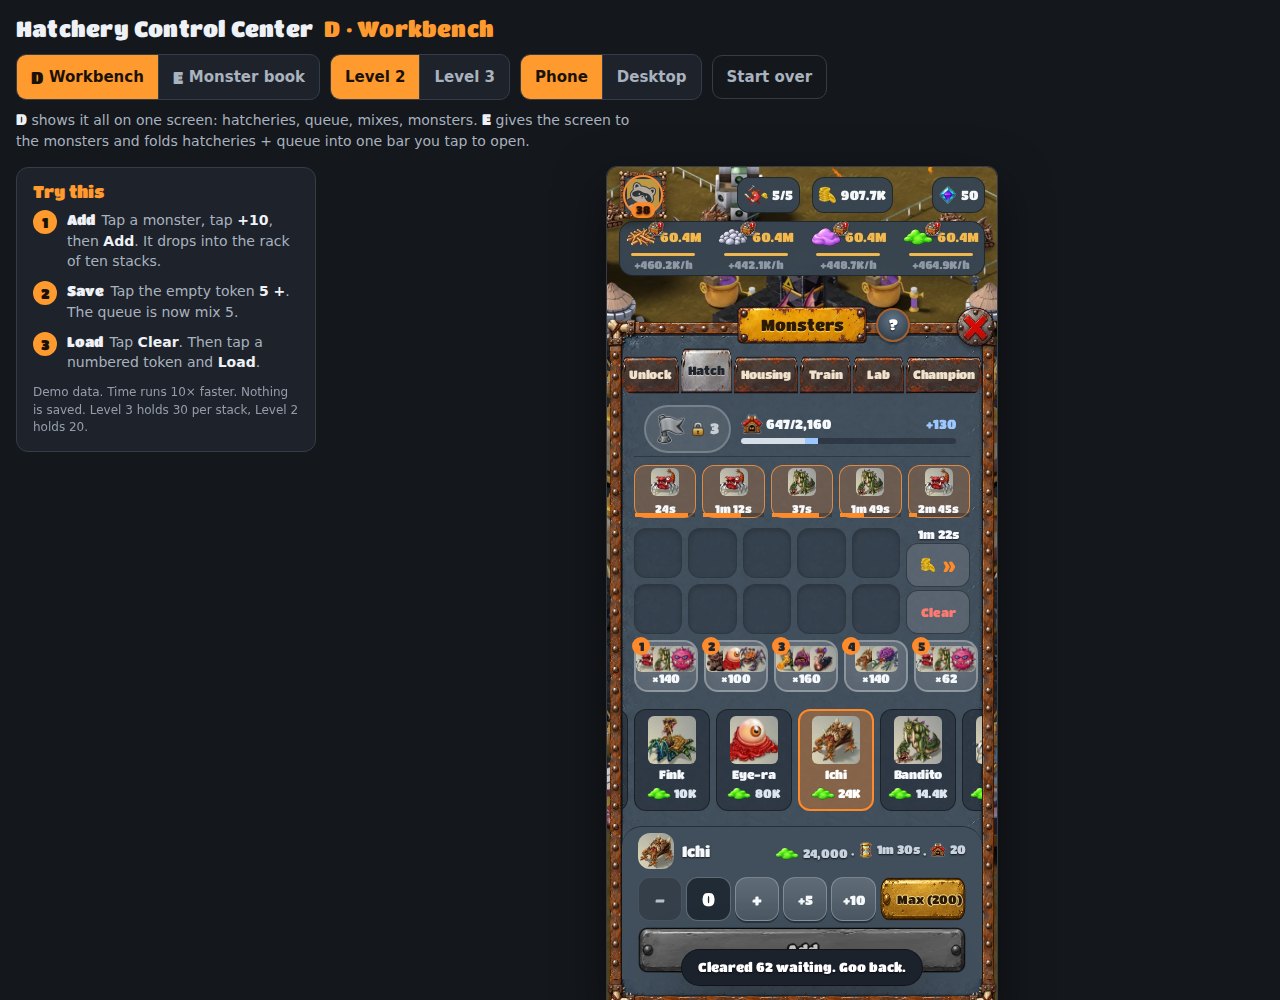 Hatchery Control Center D · Workbench
D Workbench
E Monster book
Level 2
Level 3
Phone
Desktop
Start over
D shows it all on one screen: hatcheries, queue, mixes, monsters. E gives the screen to
the monsters and folds hatcheries + queue into one bar you tap to open.
Try this
1 Add Tap a monster, tap +10,
then Add. It drops into the rack
of ten stacks.
2 Save Tap the empty token 5 +.
The queue is now mix 5.
3 Load Tap Clear. Then tap a
numbered token and Load.
Demo data. Time runs 10× faster. Nothing
is saved. Level 3 holds 30 per stack, Level 2
holds 20.
30
5/5
907.7K
50
60.4M
60.4M
60.4M
60.4M
+460.2K/h
+442.1K/h
+448.7K/h
+464.9K/h
Monsters
?
Unlock
Hatch
Housing
Train
Lab
Champion
3
647/2,160
+130
24s
1m 12s
37s
1m 49s
2m 45s
1m 22s
»
Clear
1
2
3
4
5
×140
×100
×160
×140
×62
Fink
Eye-ra
Ichi
Bandito
10K
80K
24K
14.4K
Ichi
24,000 · 1m 30s · 20
−
0
+
+5
+10
Max (200)
Add
Cleared 62 waiting. Goo back.